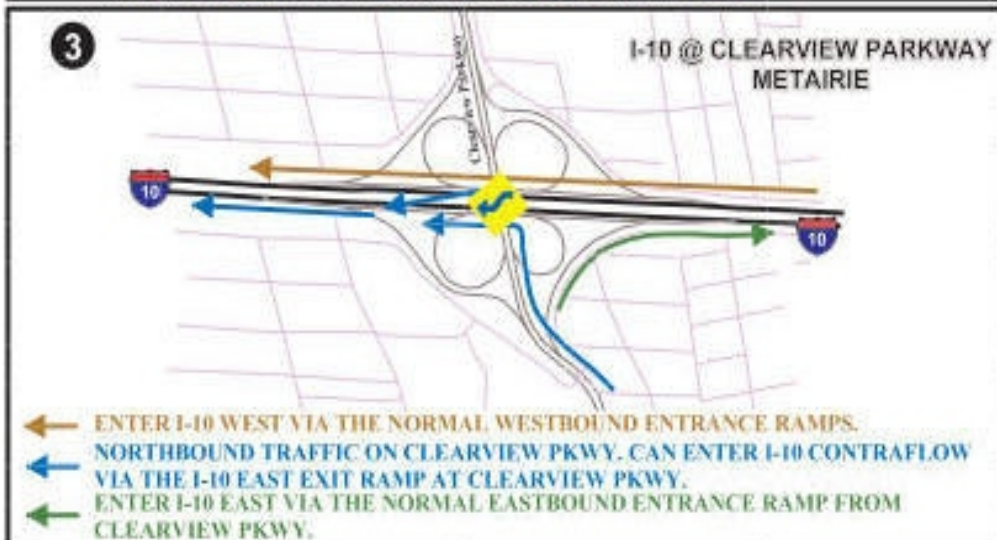 3
I-10 @ CLEARVIEW PARKWAY
METAIRIE
Clearview Parkway
10
10
ENTER I-10 WEST VIA THE NORMAL WESTBOUND ENTRANCE RAMPS.
NORTHBOUND TRAFFIC ON CLEARVIEW PKWY. CAN ENTER I-10 CONTRAFLOW
VIA THE I-10 EAST EXIT RAMP AT CLEARVIEW PKWY.
ENTER I-10 EAST VIA THE NORMAL EASTBOUND ENTRANCE RAMP FROM
CLEARVIEW PKWY.